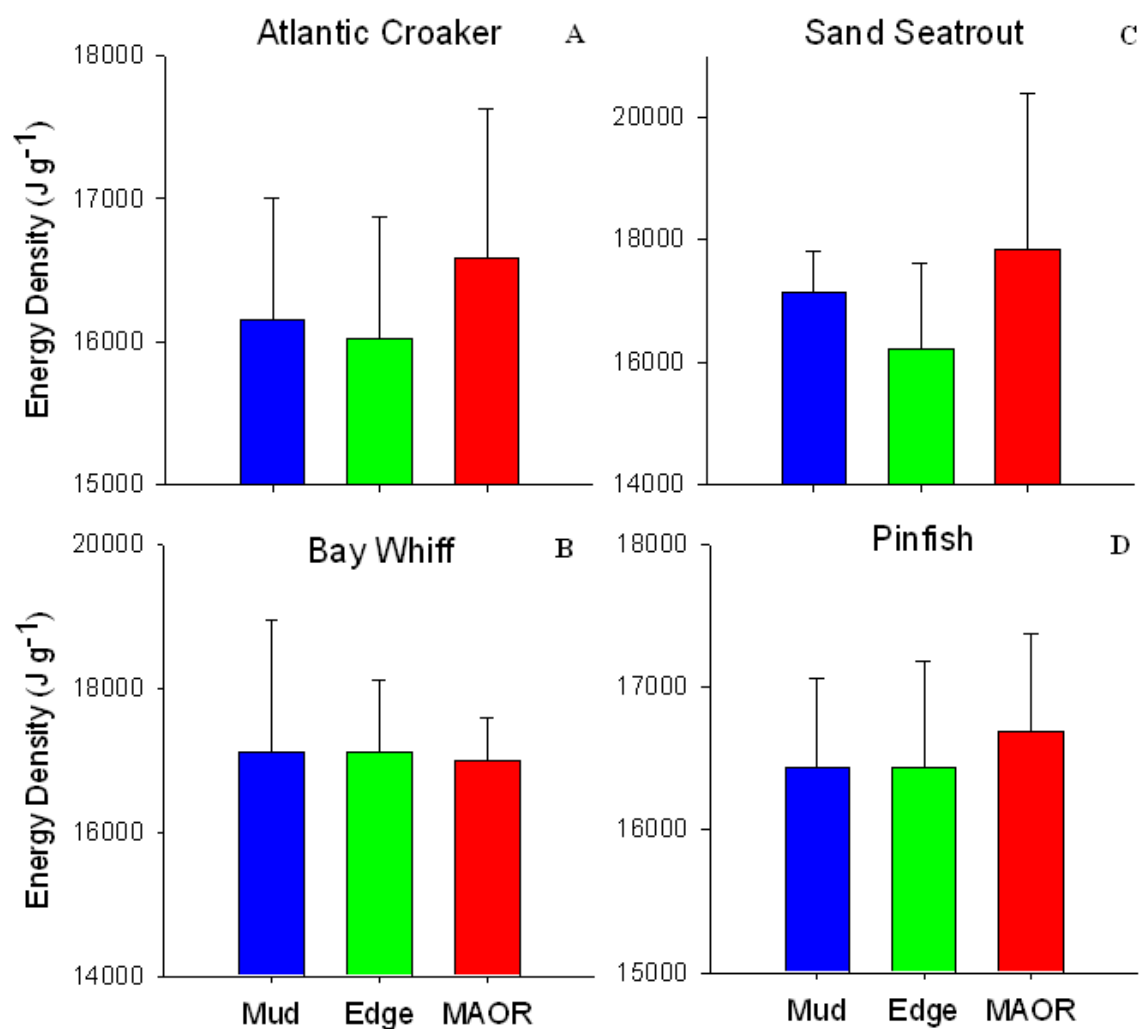 Atlantic Croaker
A
Energy Density (J g-1)
18000
17000
16000
15000
Sand Seatrout
C
20000
18000
16000
14000
Bay Whiff
B
Energy Density (J g-1)
20000
18000
16000
14000
Mud Edge MAOR
Pinfish
D
18000
17000
16000
15000
Mud Edge MAOR